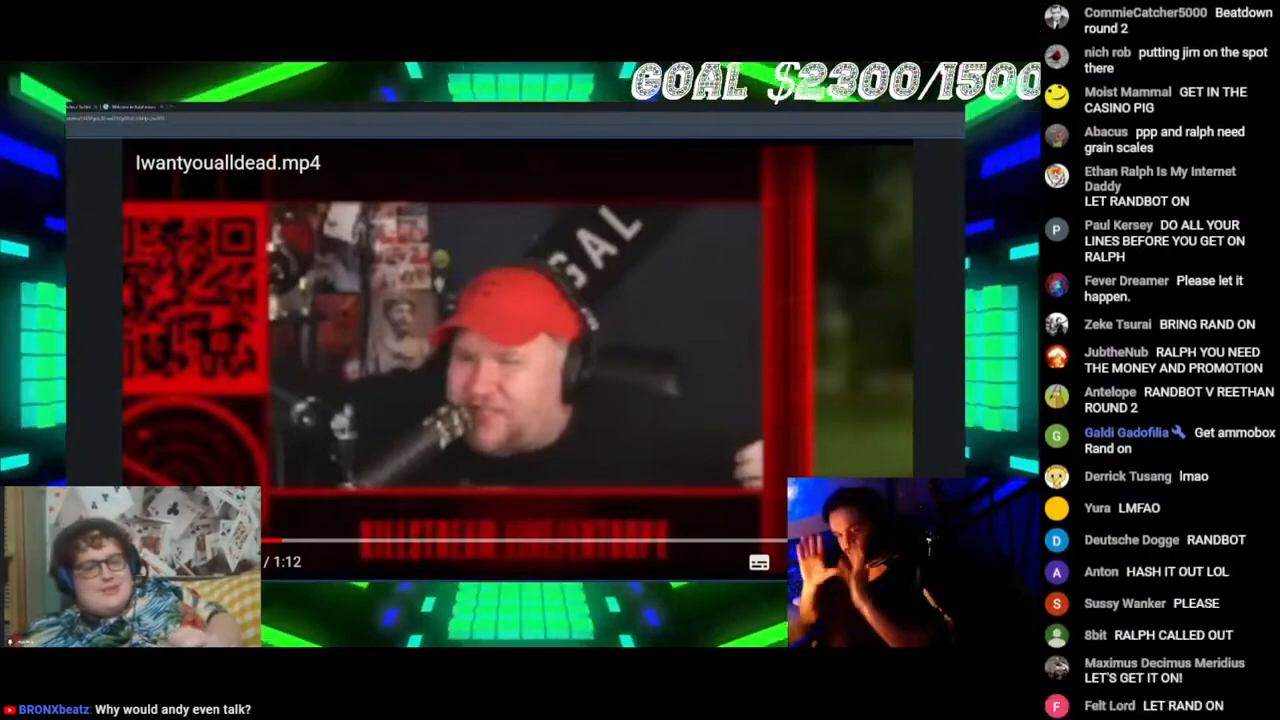 GOAL $2300/1500
Iwantyoualldead.mp4
GAL
/ 1:12
BRONXbeatz: Why would andy even talk?
CommieCatcher5000 Beatdown
round 2
nich rob putting jim on the spot
there
Moist Mammal GET IN THE
CASINO PIG
Abacus ppp and ralph need
grain scales
Ethan Ralph Is My Internet
Daddy
LET RANDBOT ON
P
Paul Kersey DO ALL YOUR
LINES BEFORE YOU GET ON
RALPH
Fever Dreamer Please let it
happen.
Zeke Tsurai BRING RAND ON
JubtheNub RALPH YOU NEED
THE MONEY AND PROMOTION
Antelope RANDBOT V REETHAN
ROUND 2
G
Galdi Gadofilia Get ammobox
Rand on
Derrick Tusang lmao
Yura LMFAO
D
Deutsche Dogge RANDBOT
A
Anton HASH IT OUT LOL
S
Sussy Wanker PLEASE
8bit RALPH CALLED OUT
Maximus Decimus Meridius
LET'S GET IT ON!
F
Felt Lord LET RAND ON